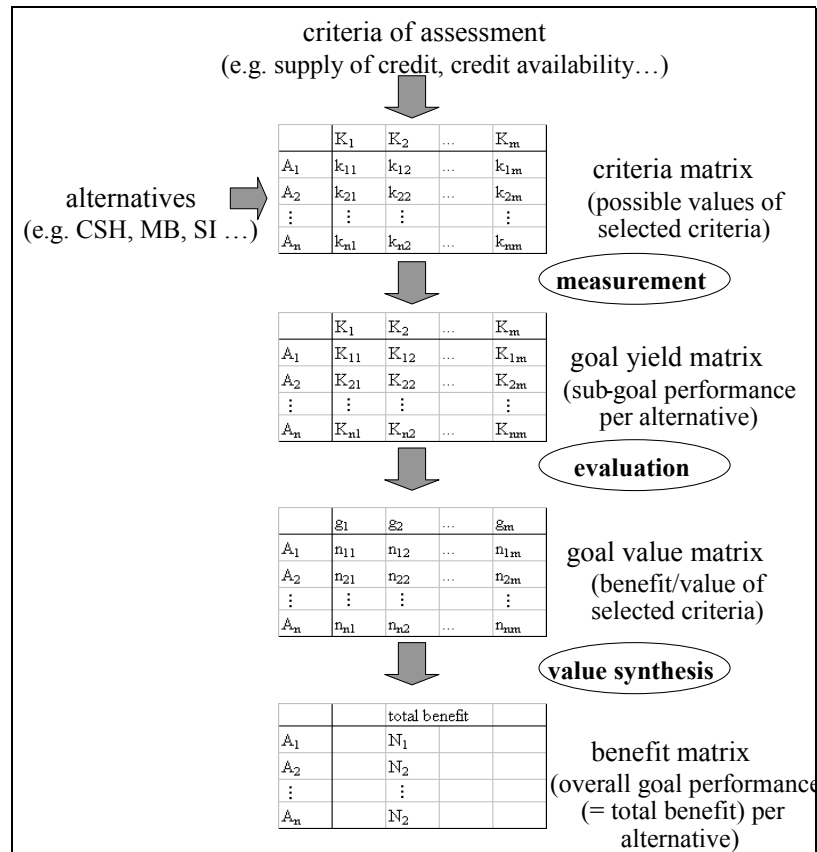 criteria of assessment
(e.g. supply of credit, credit availability…)
K₁ K₂ ... Kₘ
A₁ k₁₁ k₁₂ ... k₁ₘ
A₂ k₂₁ k₂₂ k₂ₘ
⋮ ⋮ ⋮ ⋮
Aₙ kₙ₁ kₙ₂ ... kₙₘ
alternatives
(e.g. CSH, MB, SI …)
criteria matrix
(possible values of
selected criteria)
measurement
K₁ K₂ ... Kₘ
A₁ K₁₁ K₁₂ K₁ₘ
A₂ K₂₁ K₂₂ K₂ₘ
⋮ ⋮ ⋮ ⋮
Aₙ Kₙ₁ Kₙ₂ ... Kₙₘ
goal yield matrix
(sub-goal performance
per alternative)
evaluation
g₁ g₂ ... gₘ
A₁ n₁₁ n₁₂ n₁ₘ
A₂ n₂₁ n₂₂ n₂ₘ
⋮ ⋮ ⋮ ⋮
Aₙ nₙ₁ nₙ₂ ... nₙₘ
goal value matrix
(benefit/value of
selected criteria)
value synthesis
total benefit
A₁ N₁
A₂ N₂
⋮ ⋮
Aₙ N₂
benefit matrix
(overall goal performance
(= total benefit) per
alternative)